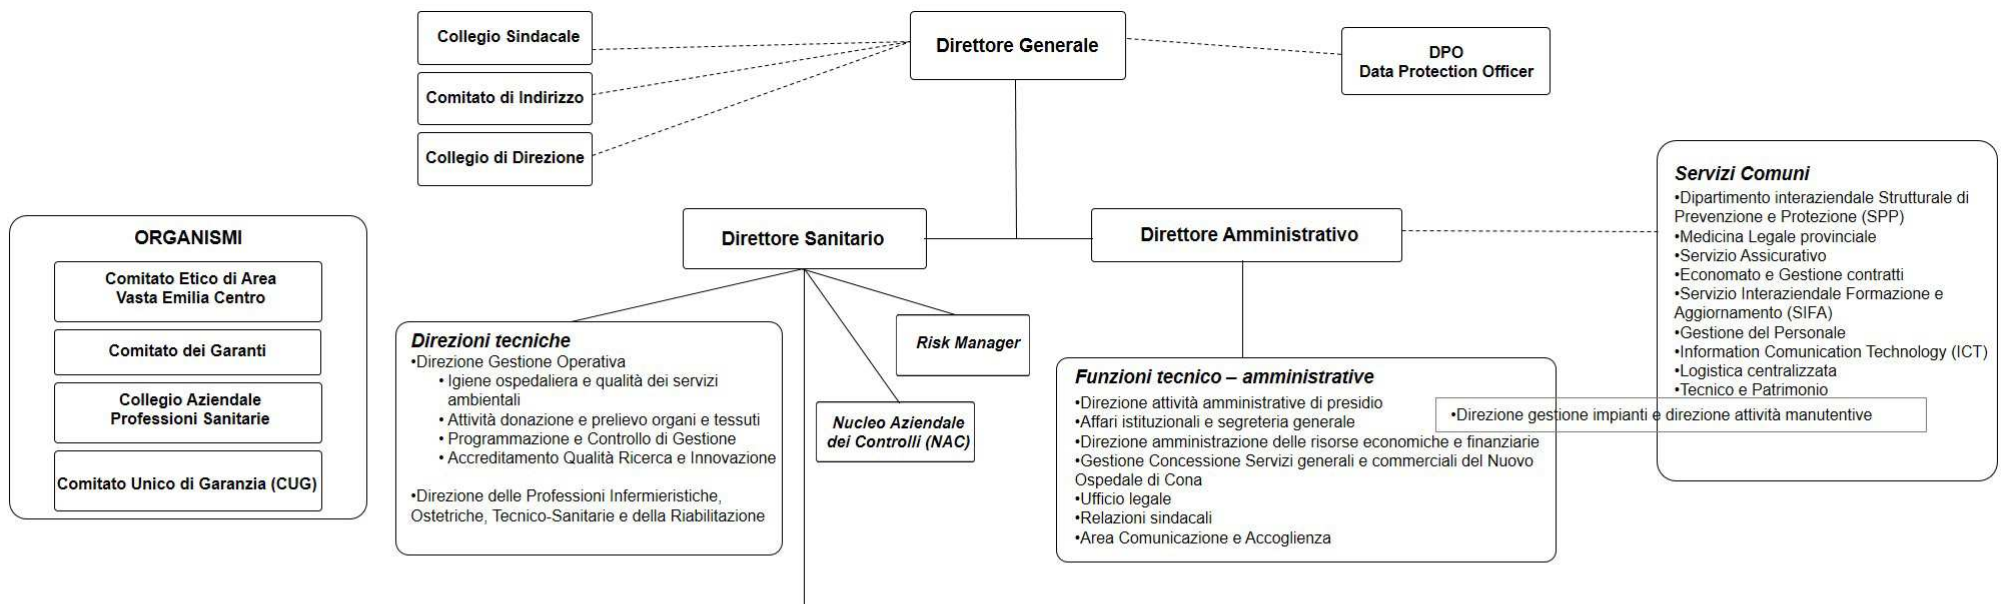 Collegio Sindacale
Comitato di Indirizzo
Collegio di Direzione
Direttore Generale
DPO
Data Protection Officer
ORGANISMI
Comitato Etico di Area
Vasta Emilia Centro
Comitato dei Garanti
Collegio Aziendale
Professioni Sanitarie
Comitato Unico di Garanzia (CUG)
Direttore Sanitario
Direttore Amministrativo
Direzioni tecniche
•Direzione Gestione Operativa
• Igiene ospedaliera e qualità dei servizi
ambientali
• Attività donazione e prelievo organi e tessuti
• Programmazione e Controllo di Gestione
• Accreditamento Qualità Ricerca e Innovazione
•Direzione delle Professioni Infermieristiche,
Ostetriche, Tecnico-Sanitarie e della Riabilitazione
Risk Manager
Nucleo Aziendale
dei Controlli (NAC)
Funzioni tecnico – amministrative
•Direzione attività amministrative di presidio
•Affari istituzionali e segreteria generale
•Direzione amministrazione delle risorse economiche e finanziarie
•Gestione Concessione Servizi generali e commerciali del Nuovo
Ospedale di Cona
•Ufficio legale
•Relazioni sindacali
•Area Comunicazione e Accoglienza
Servizi Comuni
•Dipartimento interaziendale Strutturale di
Prevenzione e Protezione (SPP)
•Medicina Legale provinciale
•Servizio Assicurativo
•Economato e Gestione contratti
•Servizio Interaziendale Formazione e
Aggiornamento (SIFA)
•Gestione del Personale
•Information Comunication Technology (ICT)
•Logistica centralizzata
•Tecnico e Patrimonio
•Direzione gestione impianti e direzione attività manutentive